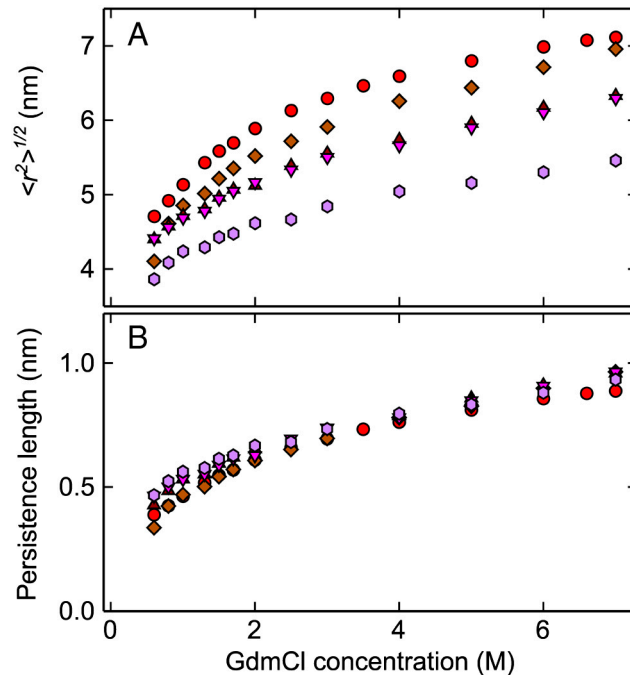 A
7
6
5
4
<r²>¹/² (nm)
B
1.0
0.5
0.0
Persistence length (nm)
0 2 4 6
GdmCl concentration (M)